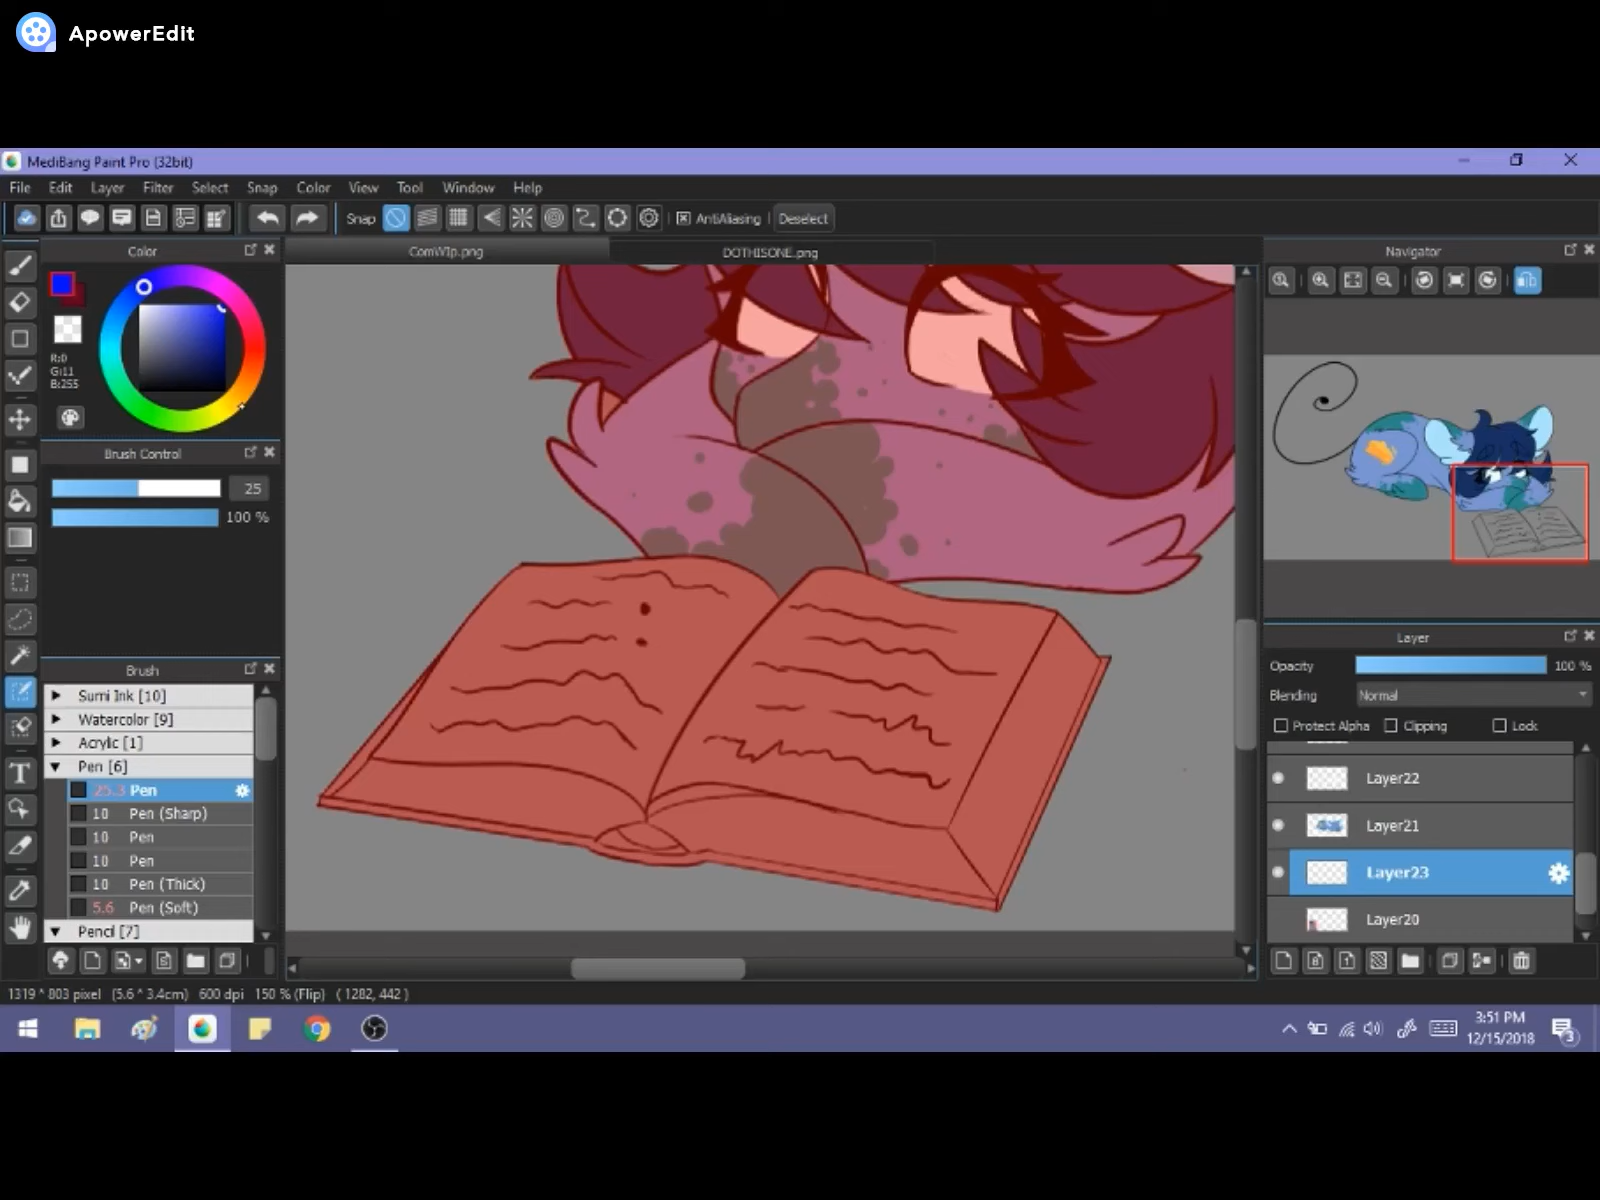 ApowerEdit
MediBang Paint Pro (32bit)
File Edit Layer Filter Select Snap Color View Tool Window Help
Snap AntiAliasing Deselect
Color
ComWIp.png
DOTHISONE.png
Navigator
R:0
G:11
B:255
Brush Control
25
100 %
Brush
Sumi Ink [10]
Watercolor [9]
Acrylic [1]
Pen [6]
25.3 Pen
10 Pen (Sharp)
10 Pen
10 Pen
10 Pen (Thick)
5.6 Pen (Soft)
Pencil [7]
Layer
Opacity 100 %
Blending Normal
Protect Alpha Clipping Lock
Layer22
Layer21
Layer23
Layer20
1319 * 803 pixel (5.6 * 3.4cm) 600 dpi 150 % (Flip) ( 1282, 442 )
3:51 PM
12/15/2018
3